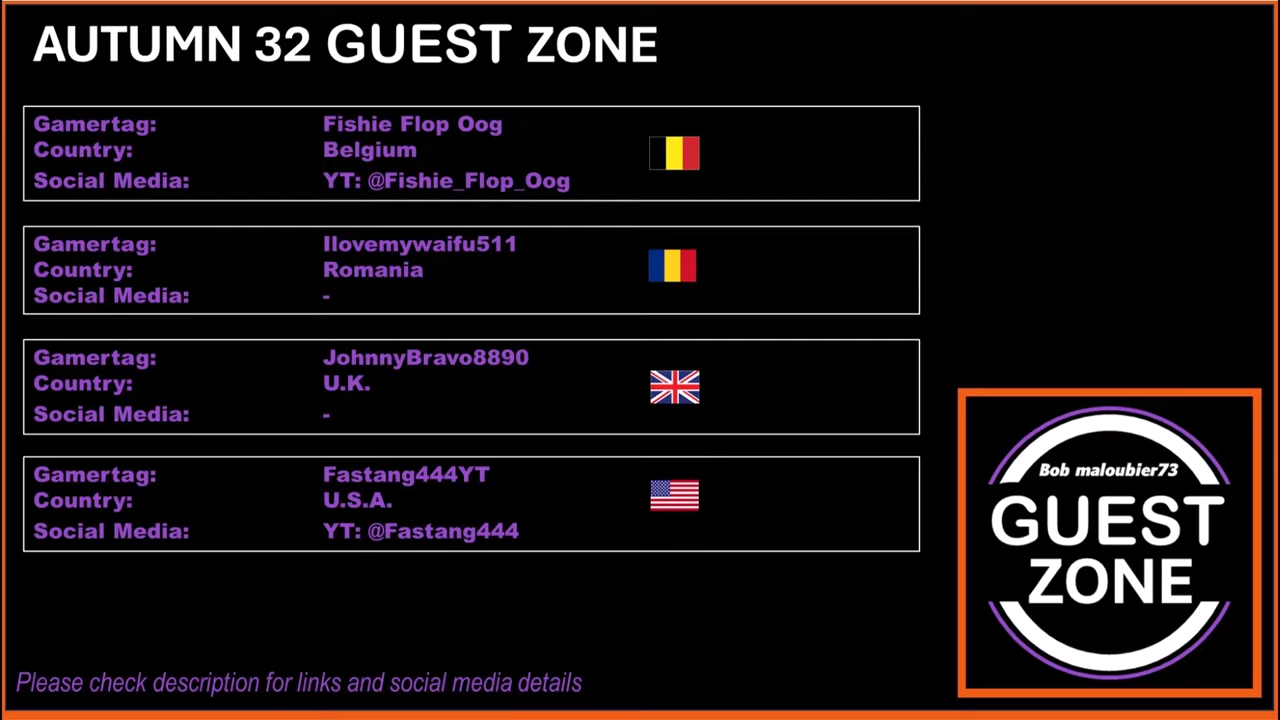 AUTUMN 32 GUEST ZONE
Gamertag: Fishie Flop Oog
Country: Belgium
Social Media: YT: @Fishie_Flop_Oog
Gamertag: Ilovemywaifu511
Country: Romania
Social Media: -
Gamertag: JohnnyBravo8890
Country: U.K.
Social Media: -
Gamertag: Fastang444YT
Country: U.S.A.
Social Media: YT: @Fastang444
Bob maloubier73
GUEST
ZONE
Please check description for links and social media details